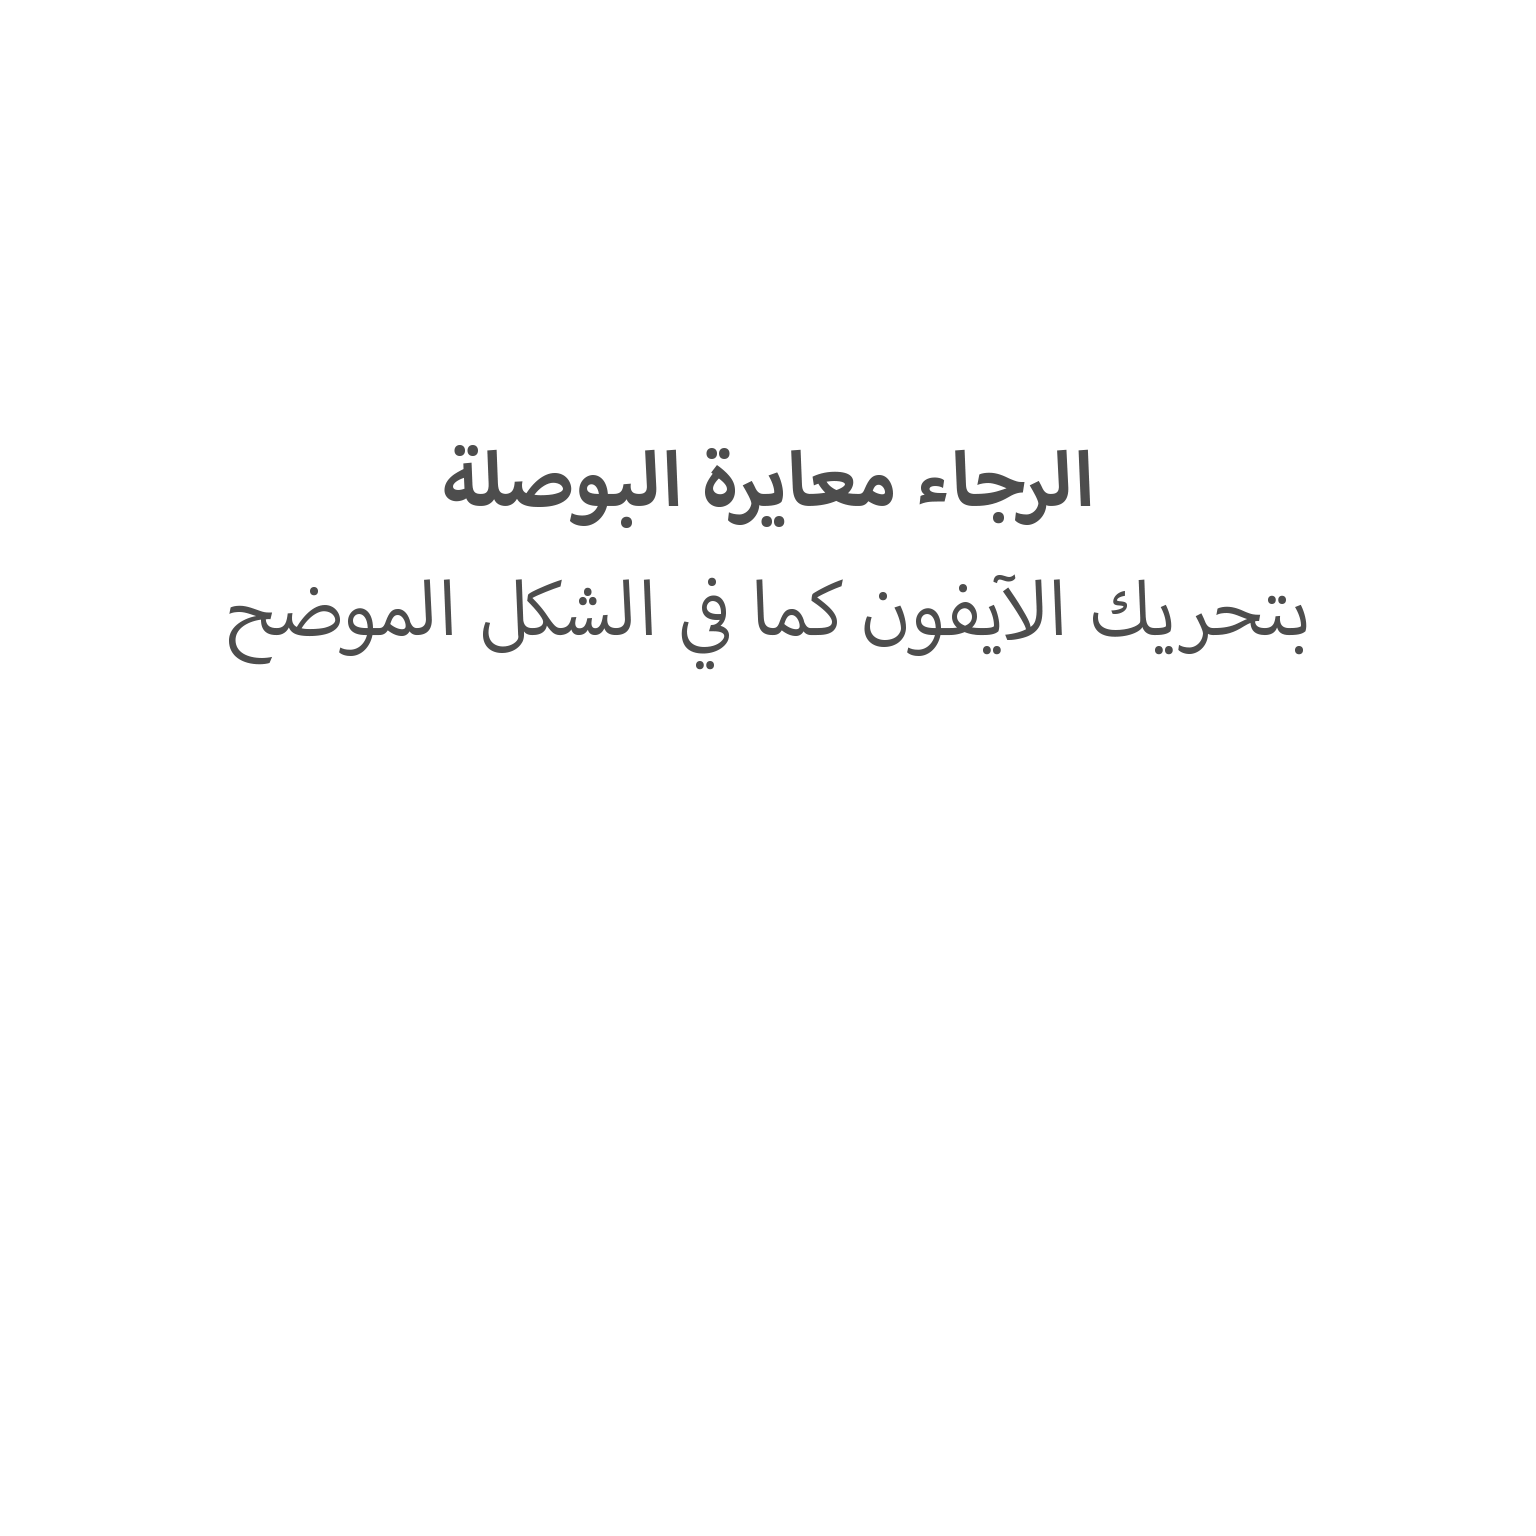 الرجاء معايرة البوصلة
بتحريك الآيفون كما في الشكل الموضح